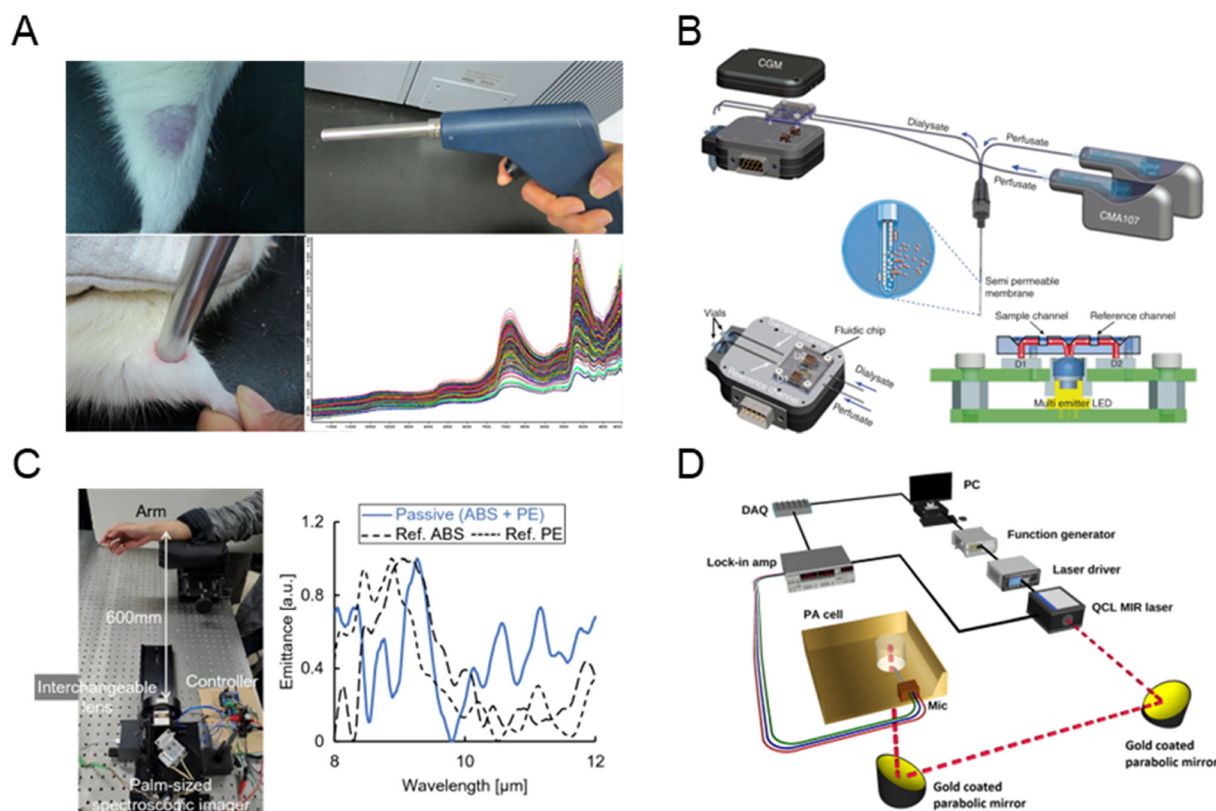 A
B
CGM
Dialysate
Perfusate
Perfusate
CMA107
Semi permeable
membrane
Vials
Fluidic chip
Dialysate
Perfusate
Sample channel
Reference channel
D1
D2
Multi emitter LED
C
Arm
600mm
Interchangeable
lens
Controller
Palm-sized
spectroscopic imager
Passive (ABS + PE)
Ref. ABS
Ref. PE
Emittance [a.u.]
1.2
0.8
0.4
0
8
9
10
11
12
Wavelength [µm]
D
PC
DAQ
Function generator
Lock-in amp
Laser driver
QCL MIR laser
PA cell
Mic
Gold coated
parabolic mirror
Gold coated
parabolic mirror